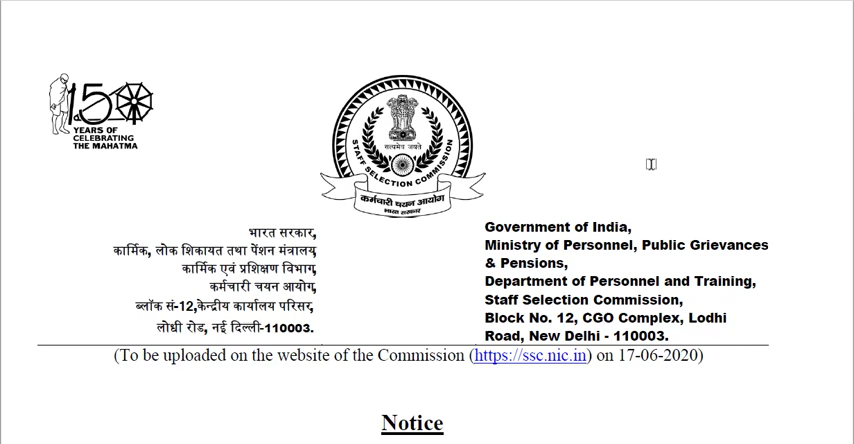 150
YEARS OF
CELEBRATING
THE MAHATMA
सत्यमेव जयते
STAFF SELECTION COMMISSION
कर्मचारी चयन आयोग
भारत सरकार
भारत सरकार,
कार्मिक, लोक शिकायत तथा पेंशन मंत्रालय,
कार्मिक एवं प्रशिक्षण विभाग,
कर्मचारी चयन आयोग,
ब्लॉक सं-12,केन्द्रीय कार्यालय परिसर,
लोधी रोड, नई दिल्ली-110003.
Government of India,
Ministry of Personnel, Public Grievances
& Pensions,
Department of Personnel and Training,
Staff Selection Commission,
Block No. 12, CGO Complex, Lodhi
Road, New Delhi - 110003.
(To be uploaded on the website of the Commission (https://ssc.nic.in) on 17-06-2020)
Notice